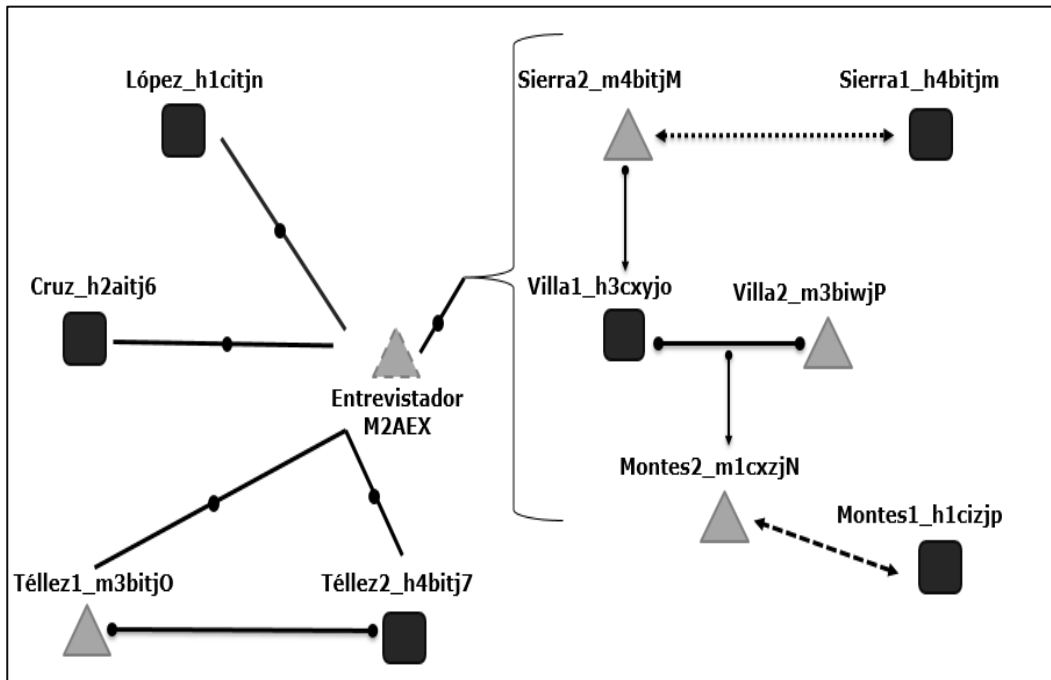 López_h1citjn
Sierra2_m4bitjM
Sierra1_h4bitjm
Cruz_h2aitj6
Villa1_h3cxyjo
Villa2_m3biwjP
Entrevistador
M2AEX
Montes2_m1cxzjN
Montes1_h1cizjp
Téllez1_m3bitjO
Téllez2_h4bitj7